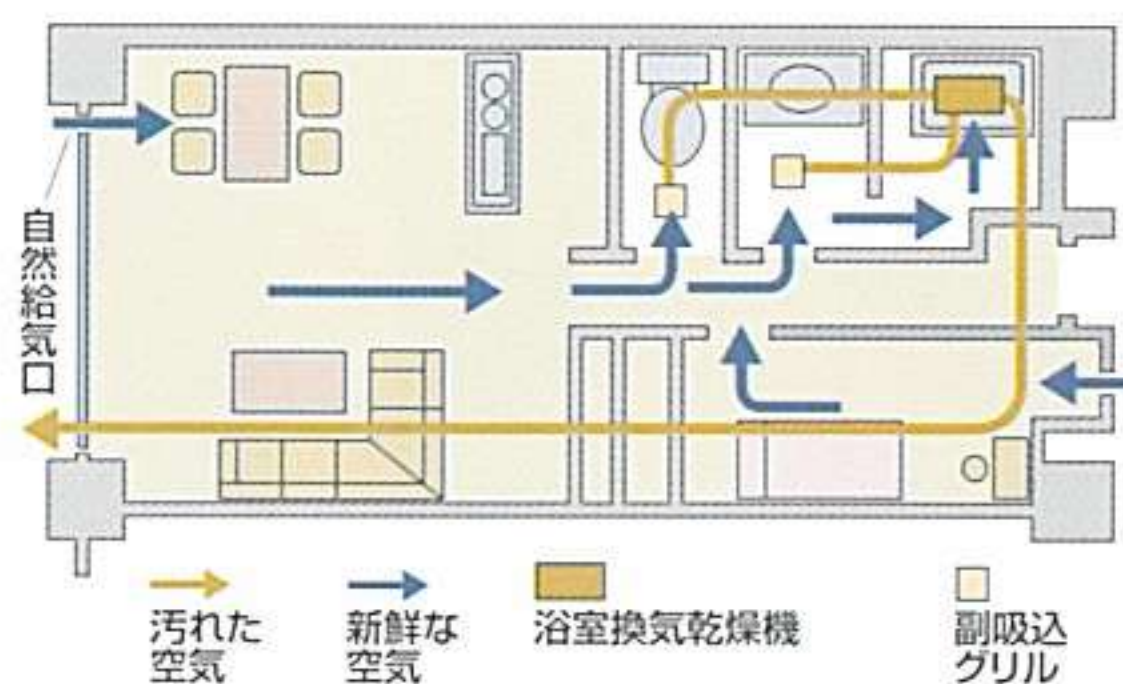 自然給気口
汚れた
空気
新鮮な
空気
浴室換気乾燥機
副吸込
グリル